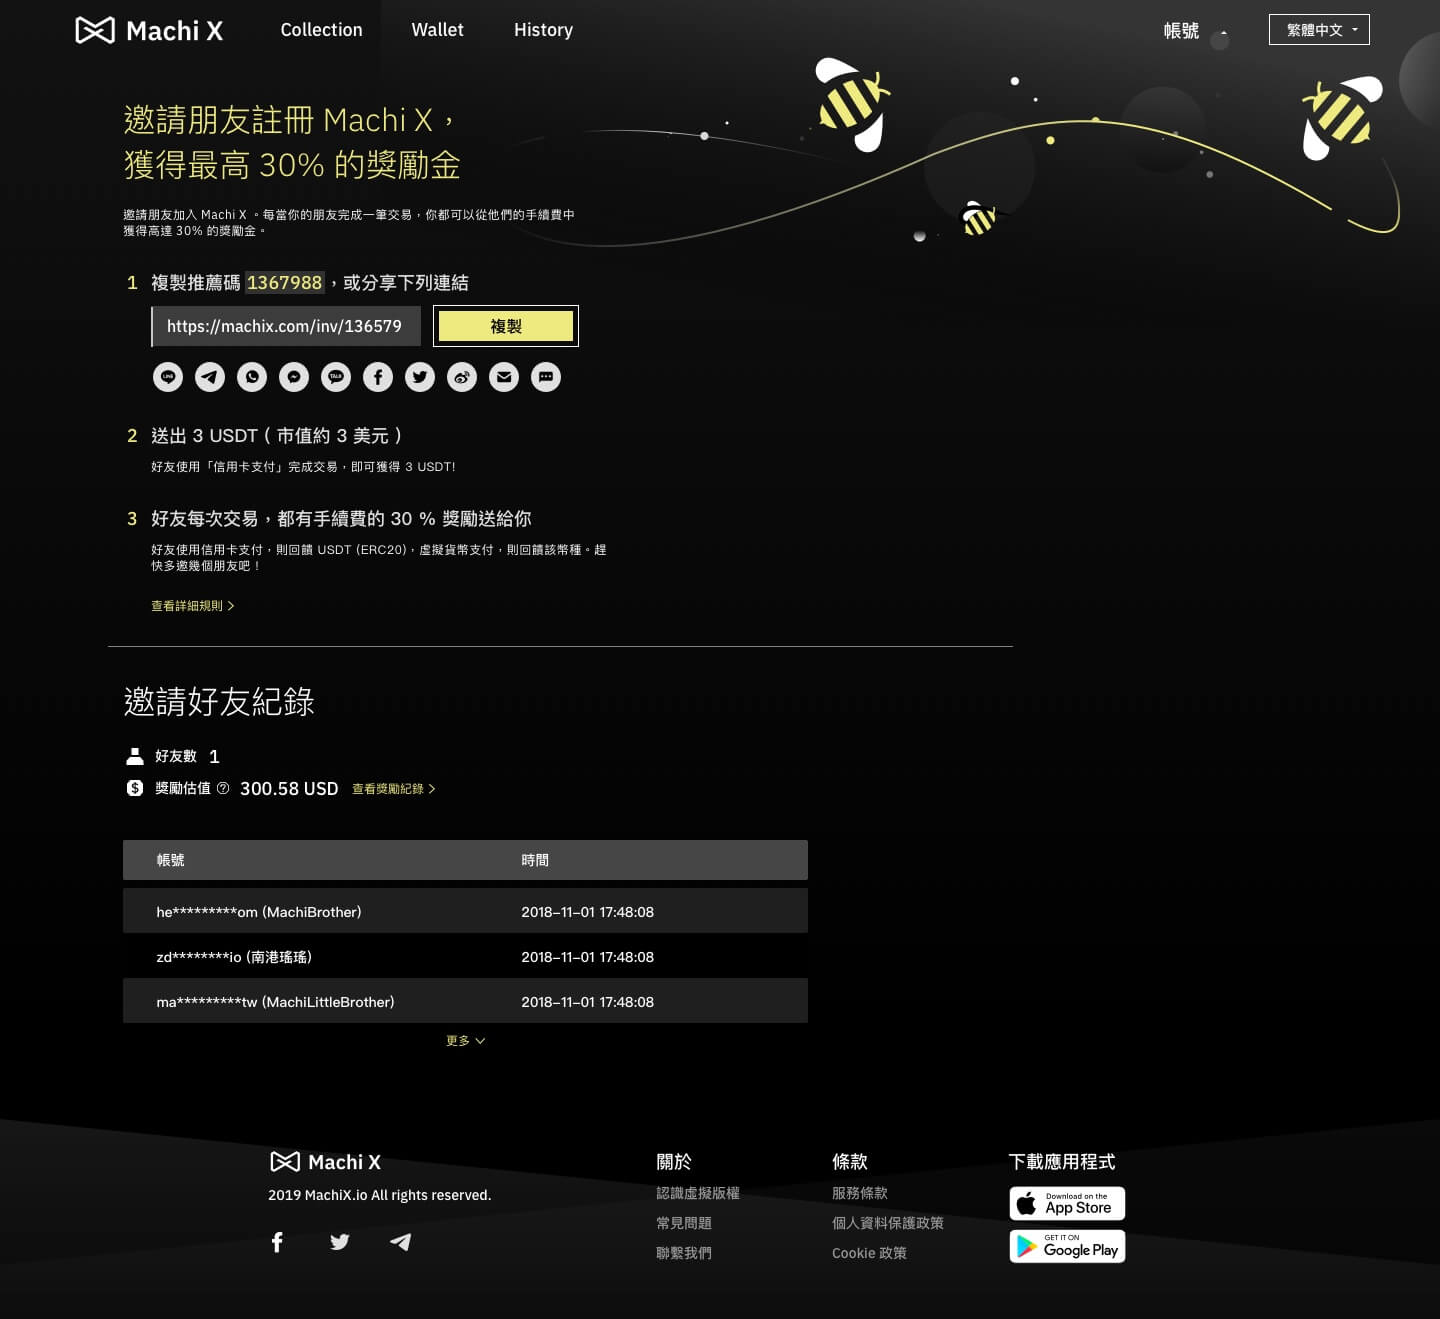 Machi X
Collection
Wallet
History
帳號
繁體中文
邀請朋友註冊 Machi X，
獲得最高 30% 的獎勵金
邀請朋友加入 Machi X 。每當你的朋友完成一筆交易，你都可以從他們的手續費中
獲得高達 30% 的獎勵金。
1 複製推薦碼 1367988 ，或分享下列連結
https://machix.com/inv/136579
複製
LINE
TALK
2 送出 3 USDT ( 市值約 3 美元 )
好友使用「信用卡支付」完成交易，即可獲得 3 USDT!
3 好友每次交易，都有手續費的 30 % 獎勵送給你
好友使用信用卡支付，則回饋 USDT (ERC20)，虛擬貨幣支付，則回饋該幣種。趕
快多邀幾個朋友吧！
查看詳細規則
邀請好友紀錄
好友數 1
獎勵估值 ? 300.58 USD 查看獎勵紀錄
帳號 時間
he*********om (MachiBrother) 2018-11-01 17:48:08
zd********io (南港瑤瑤) 2018-11-01 17:48:08
ma*********tw (MachiLittleBrother) 2018-11-01 17:48:08
更多
Machi X
2019 MachiX.io All rights reserved.
關於
認識虛擬版權
常見問題
聯繫我們
條款
服務條款
個人資料保護政策
Cookie 政策
下載應用程式
Download on the
App Store
GET IT ON
Google Play